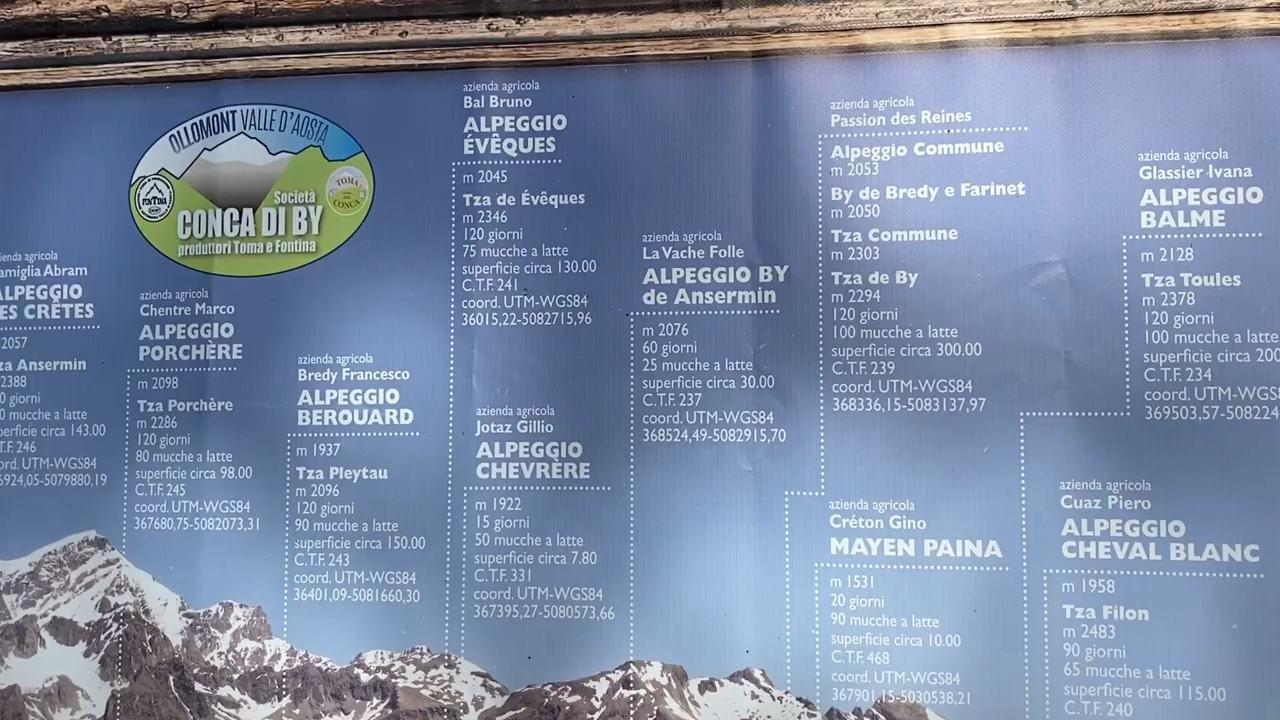 OLLOMONT VALLE D'AOSTA
FONTINA
TOMA
CONCA
Società
CONCA DI BY
produttori Toma e Fontina
amiglia Abram
ALPEGGIO
ES CRÊTES
2057
za Ansermin
2388
giorni
mucche a latte
erficie circa 143.00
T.F. 246
ord. UTM-WGS84
6924,05-5079880,19
azienda agricola
Chentre Marco
ALPEGGIO
PORCHÈRE
m 2098
Tza Porchère
m 2286
120 giorni
80 mucche a latte
superficie circa 98.00
C.T.F. 245
coord. UTM-WGS84
367680,75-5082073,31
azienda agricola
Bredy Francesco
ALPEGGIO
BEROUARD
m 1937
Tza Pleytau
m 2096
120 giorni
90 mucche a latte
superficie circa 150.00
C.T.F. 243
coord. UTM-WGS84
36401,09-5081660,30
azienda agricola
Bal Bruno
ALPEGGIO
ÉVÊQUES
m 2045
Tza de Évêques
m 2346
120 giorni
75 mucche a latte
superficie circa 130.00
C.T.F. 241
coord. UTM-WGS84
36015,22-5082715,96
azienda agricola
Jotaz Gillio
ALPEGGIO
CHEVRÈRE
m 1922
15 giorni
50 mucche a latte
superficie circa 7.80
C.T.F. 331
coord. UTM-WGS84
367395,27-5080573,66
azienda agricola
La Vache Folle
ALPEGGIO BY
de Ansermin
m 2076
60 giorni
25 mucche a latte
superficie circa 30.00
C.T.F. 237
coord. UTM-WGS84
368524,49-5082915,70
azienda agricola
Passion des Reines
Alpeggio Commune
m 2053
By de Bredy e Farinet
m 2050
Tza Commune
m 2303
Tza de By
m 2294
120 giorni
100 mucche a latte
superficie circa 300.00
C.T.F. 239
coord. UTM-WGS84
368336,15-5083137,97
azienda agricola
Créton Gino
MAYEN PAINA
m 1531
20 giorni
90 mucche a latte
superficie circa 10.00
C.T.F. 468
367901,15-5030538,21
azienda agricola
Glassier Ivana
ALPEGGIO
BALME
m 2128
Tza Toules
m 2378
120 giorni
100 mucche a latte
superficie circa 200
C.T.F. 234
coord. UTM-WGS8
369503,57-508224
azienda agricola
Cuaz Piero
ALPEGGIO
CHEVAL BLANC
m 1958
Tza Filon
m 2483
90 giorni
65 mucche a latte
superficie circa 115.00
C.T.F. 240